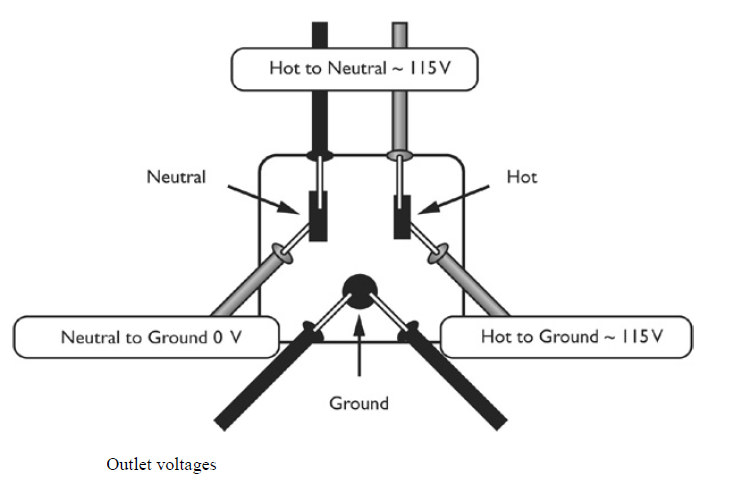 Hot to Neutral ~ 115V
Neutral
Hot
Neutral to Ground 0 V
Hot to Ground ~ 115V
Ground
Outlet voltages